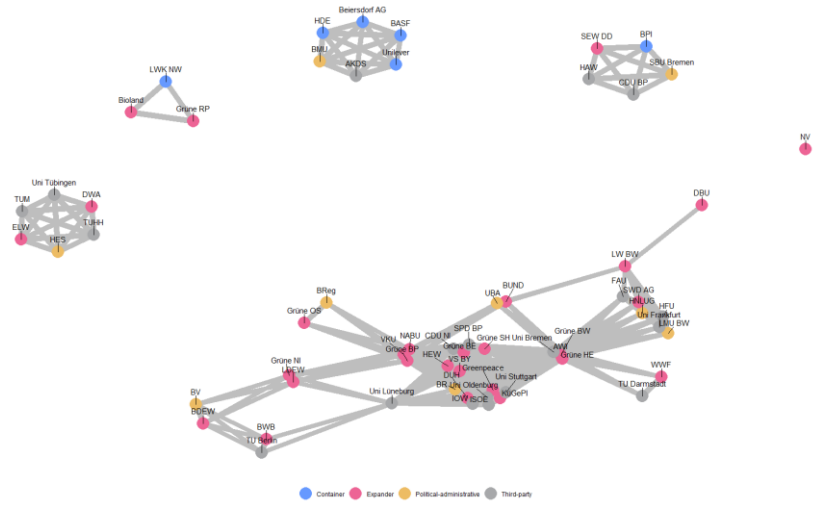 Beiersdorf AG
HDE
BASF
BMU
Unilever
AKDS
SEW DD
BPI
HAW
SBU Bremen
CDU BP
LWK NW
Bioland
Grüne RP
NV
Uni Tübingen
TUM
DWA
TUHH
ELW
HES
DBU
LW BW
FAU
SWD AG
HNLUG
HFU
Uni Frankfurt
LMU BW
BReg
Grüne OS
UBA
BUND
VKU
NABU
Grüne BP
CDU NI
SPD BP
Grüne BE
Grüne SH
Uni Bremen
Grüne BW
AWI
Grüne HE
HEW
VS BY
Greenpeace
DUH
Uni Stuttgart
BR
Uni Oldenburg
KliGePl
IOW
ISOE
WWF
TU Darmstadt
Grüne NI
LDEW
Uni Lüneburg
BV
BDEW
BWB
TU Berlin
Container
Expander
Political-administrative
Third-party